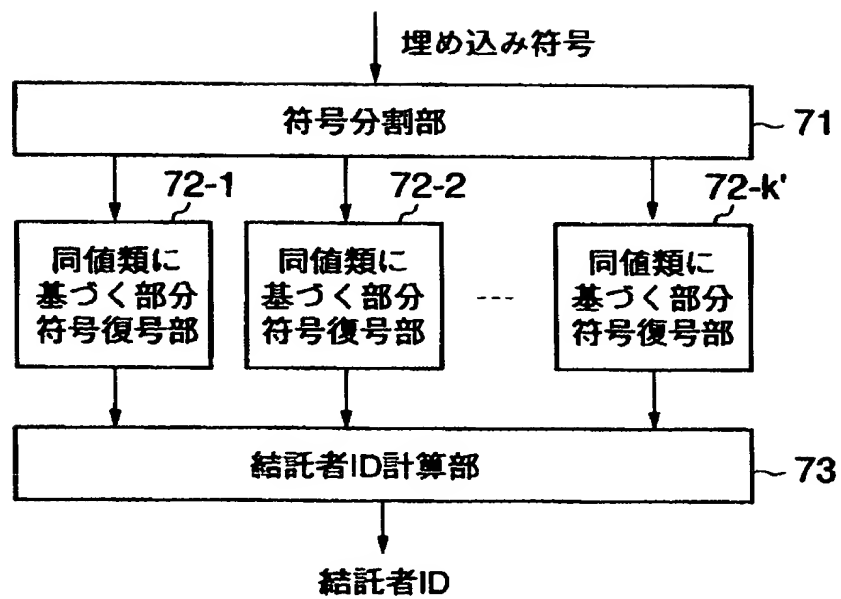 埋め込み符号
符号分割部
71
72-1
72-2
72-k'
同値類に
基づく部分
符号復号部
同値類に
基づく部分
符号復号部
----
同値類に
基づく部分
符号復号部
結託者ID計算部
73
結託者ID